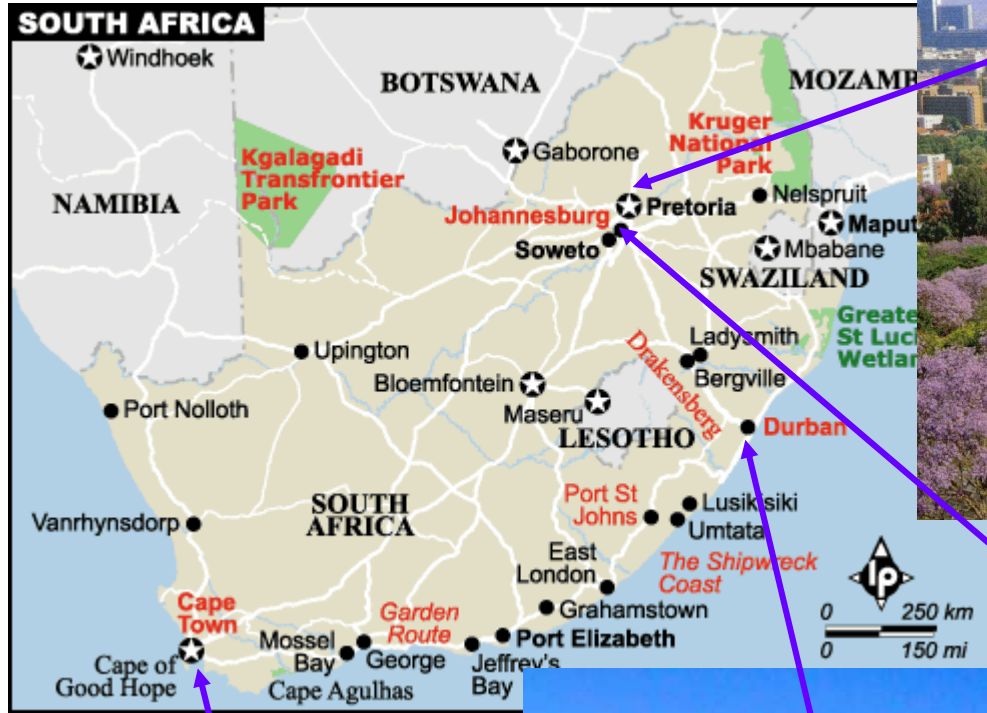 SOUTH AFRICA
Windhoek
BOTSWANA
MOZAMB
Kgalagadi
Transfrontier
Park
Gaborone
Kruger
National
Park
NAMIBIA
Johannesburg
Pretoria
Nelspruit
Soweto
Maput
Mbabane
SWAZILAND
Greate
St Luci
Wetlan
Upington
Ladysmith
Bergville
Drakensberg
Bloemfontein
Maseru
LESOTHO
Durban
Port Nolloth
SOUTH
AFRICA
Port St
Johns
Lusikisiki
Umtata
Vanrhynsdorp
East
London
The Shipwreck
Coast
Grahamstown
Cape
Town
Garden
Route
Mossel
Bay
George
Port Elizabeth
Jeffrey's
Bay
Cape of
Good Hope
Cape Agulhas
lp
0 250 km
0 150 mi